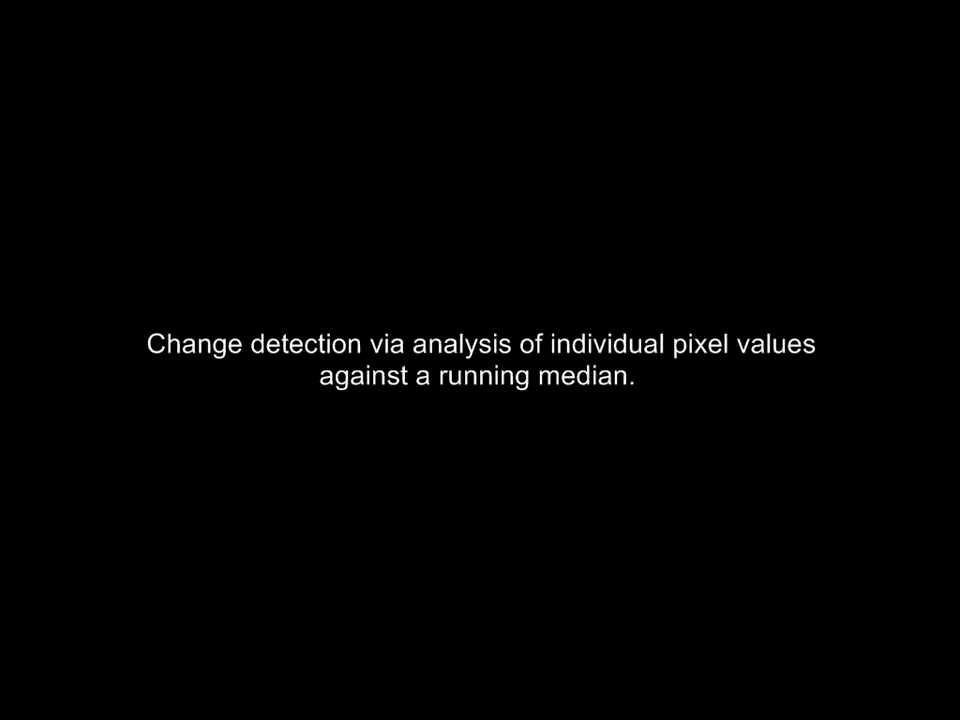 Change detection via analysis of individual pixel values
against a running median.